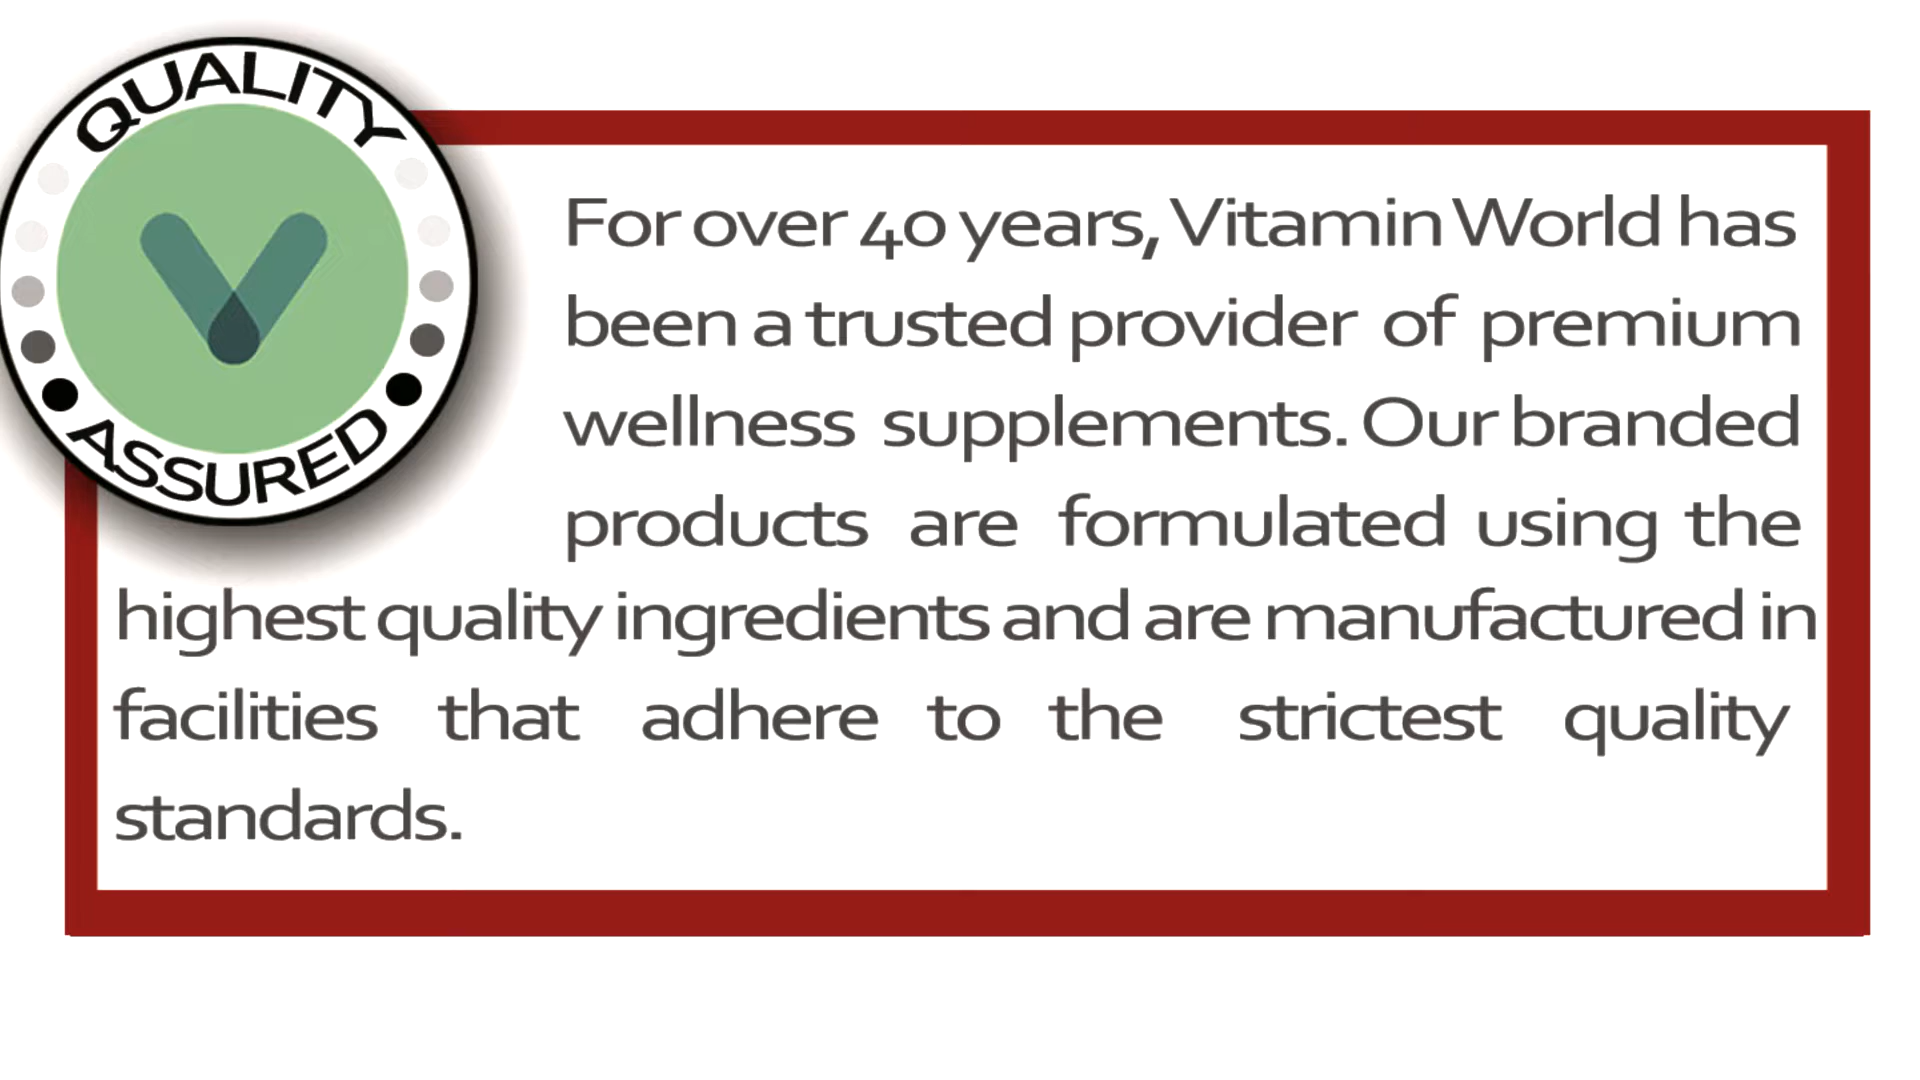 QUALITY
ASSURED
For over 40 years, Vitamin World has
been a trusted provider of premium
wellness supplements. Our branded
products are formulated using the
highest quality ingredients and are manufactured in
facilities that adhere to the strictest quality
standards.